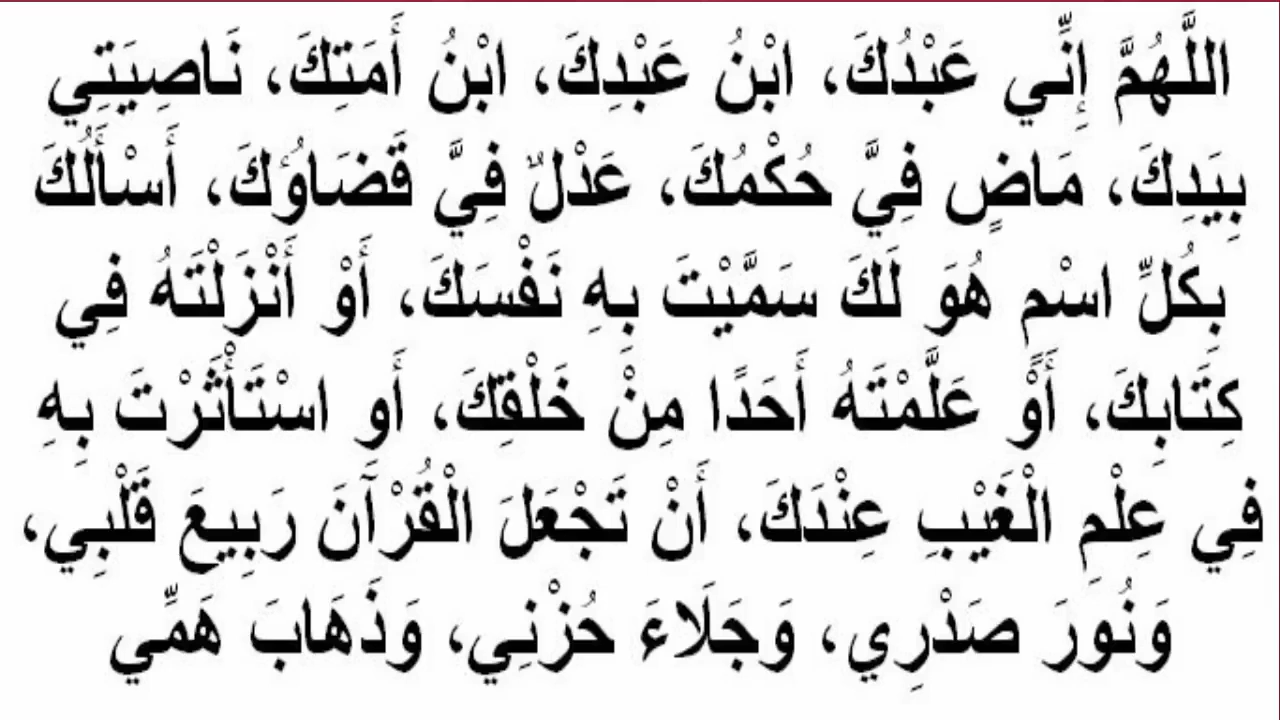 اللَّهُمَّ إِنِّي عَبْدُكَ، ابْنُ عَبْدِكَ، ابْنُ أَمَتِكَ، نَاصِيَتِي
بِيَدِكَ، مَاضٍ فِيَّ حُكْمُكَ، عَدْلٌ فِيَّ قَضَاؤُكَ، أَسْأَلُكَ
بِكُلِّ اسْمٍ هُوَ لَكَ سَمَّيْتَ بِهِ نَفْسَكَ، أَوْ أَنْزَلْتَهُ فِي
كِتَابِكَ، أَوْ عَلَّمْتَهُ أَحَدًا مِنْ خَلْقِكَ، أَو اسْتَأْثَرْتَ بِهِ
فِي عِلْمِ الْغَيْبِ عِنْدَكَ، أَنْ تَجْعَلَ الْقُرْآنَ رَبِيعَ قَلْبِي،
وَنُورَ صَدْرِي، وَجَلَاءَ حُزْنِي، وَذَهَابَ هَمِّي